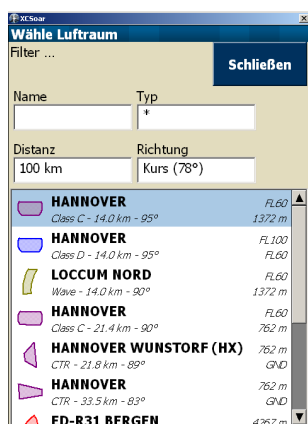 XCSoar
Wähle Luftraum
Filter ...
Schließen
Name Typ
*
Distanz Richtung
100 km Kurs (78°)
HANNOVER FL60
Class C - 14.0 km - 95° 1372 m
HANNOVER FL100
Class D - 14.0 km - 95° FL60
LOCCUM NORD FL60
Wave - 14.0 km - 90° 1372 m
HANNOVER FL60
Class C - 21.4 km - 90° 762 m
HANNOVER WUNSTORF (HX) 762 m
CTR - 21.8 km - 89° GND
HANNOVER 762 m
CTR - 33.5 km - 83° GND
ED-R31 BERGEN 4267 m